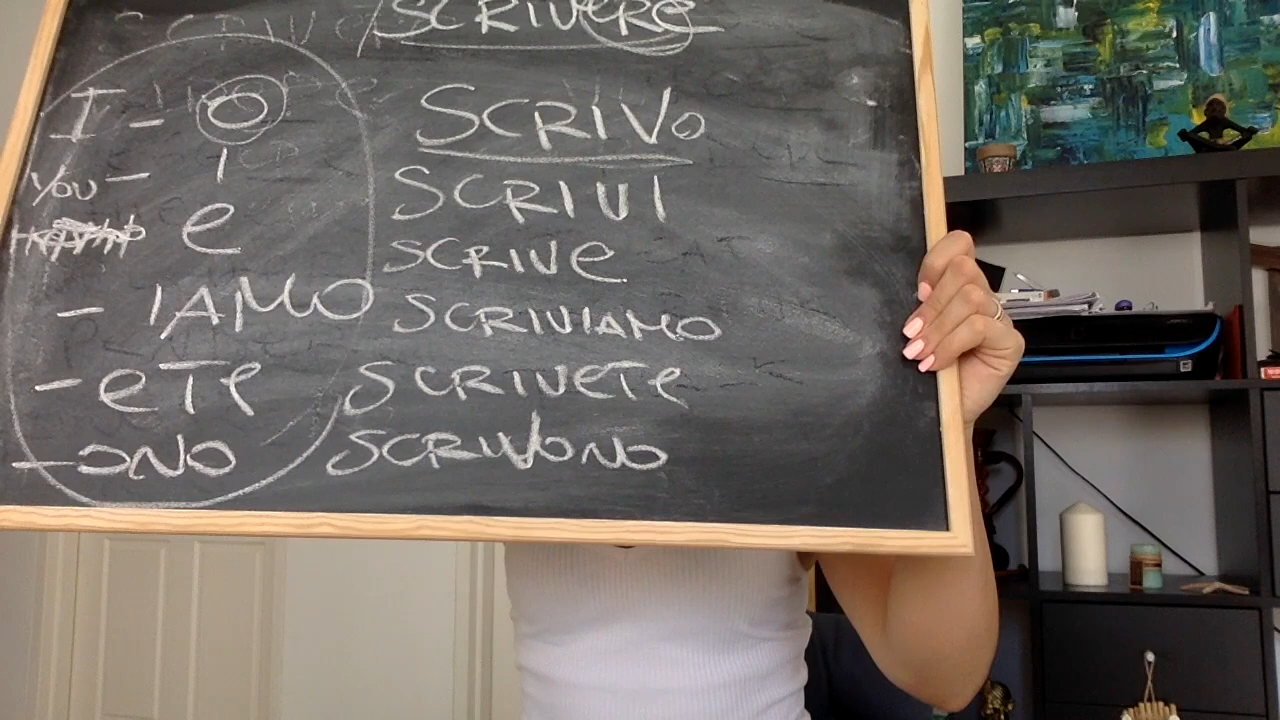 SCRIVERE
I - O SCRIVO
YOU - I SCRIVI
e SCRIVe
- IAMO SCRIVIAMO
- eTe SCRIVETe
- ONO SCRIVONO